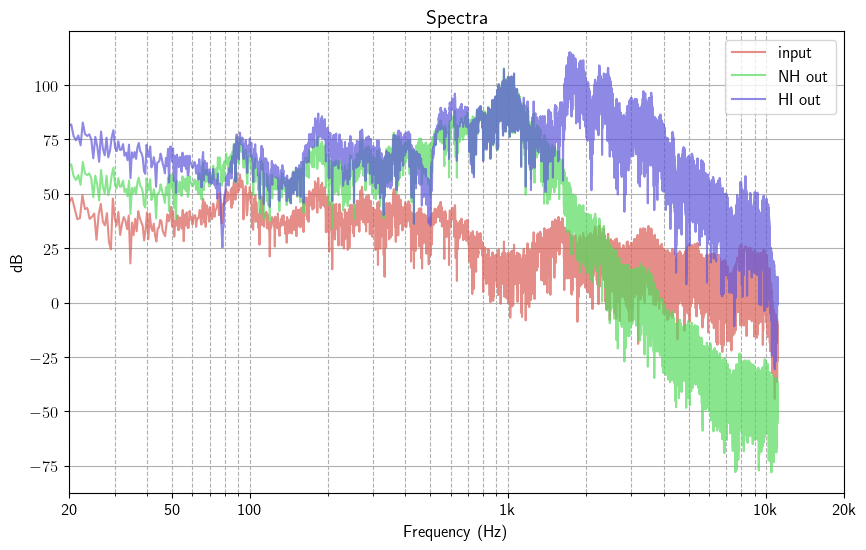 Spectra
input
NH out
HI out
dB
100
75
50
25
0
−25
−50
−75
20
50
100
1k
10k
20k
Frequency (Hz)